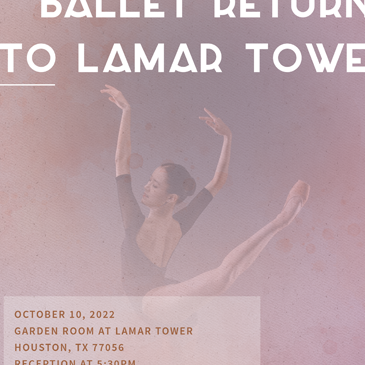 BALLET RETURN
TO LAMAR TOWE
OCTOBER 10, 2022
GARDEN ROOM AT LAMAR TOWER
HOUSTON, TX 77056
RECEPTION AT 5:30PM